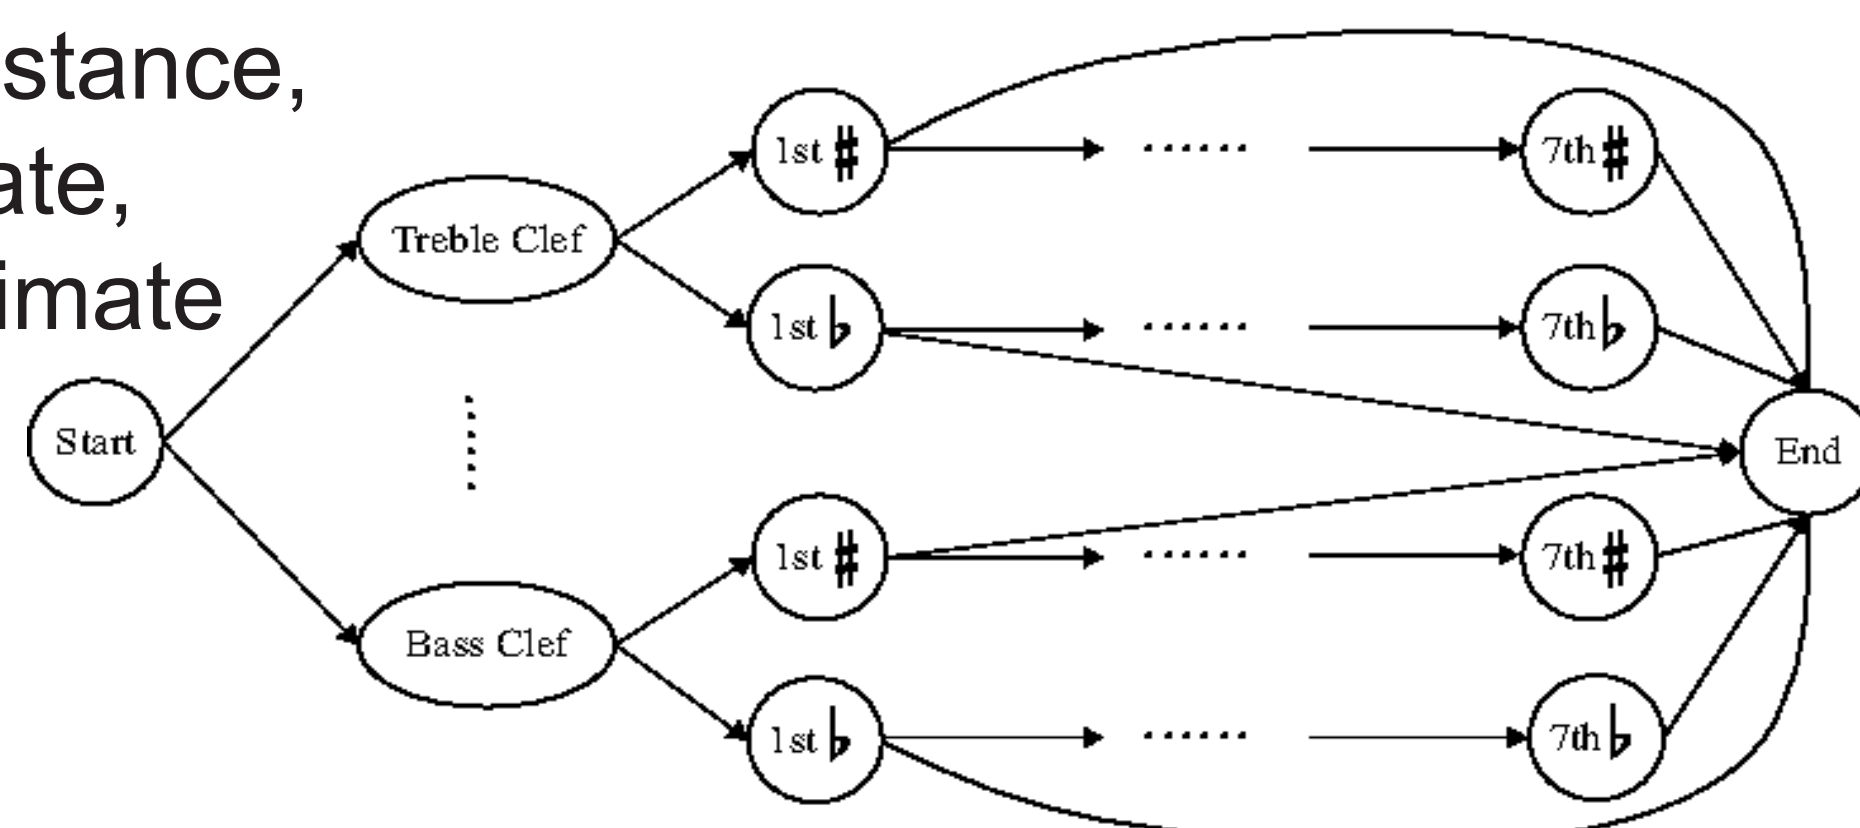 stance,
ate,
imate
1st ♯ ...... 7th ♯
Treble Clef
1st ♭ ...... 7th ♭
Start
End
1st ♯ ...... 7th ♯
Bass Clef
1st ♭ ...... 7th ♭